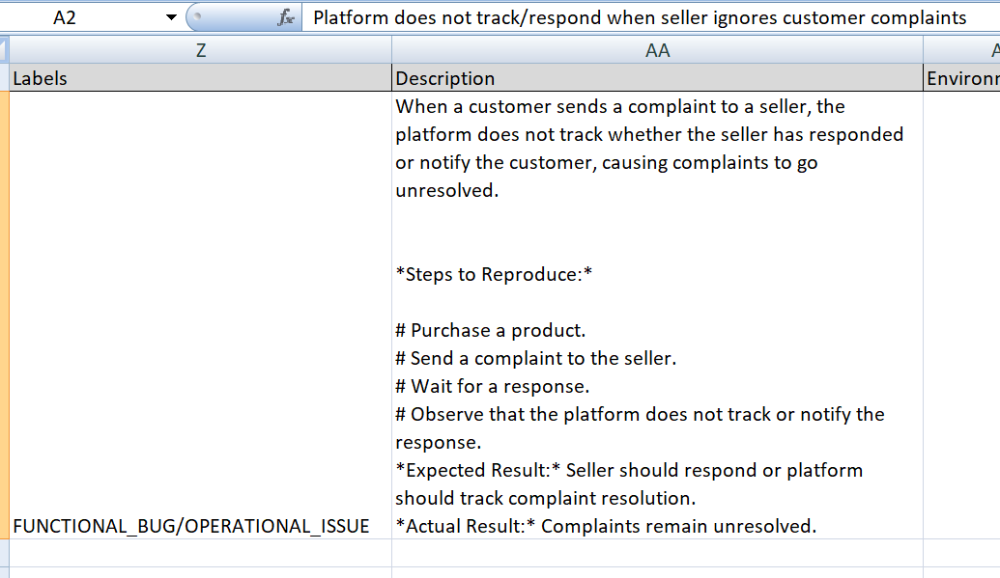 A2 fx Platform does not track/respond when seller ignores customer complaints
Z AA A
Labels Description Environm
When a customer sends a complaint to a seller, the
platform does not track whether the seller has responded
or notify the customer, causing complaints to go
unresolved.
*Steps to Reproduce:*
# Purchase a product.
# Send a complaint to the seller.
# Wait for a response.
# Observe that the platform does not track or notify the
response.
*Expected Result:* Seller should respond or platform
should track complaint resolution.
FUNCTIONAL_BUG/OPERATIONAL_ISSUE *Actual Result:* Complaints remain unresolved.